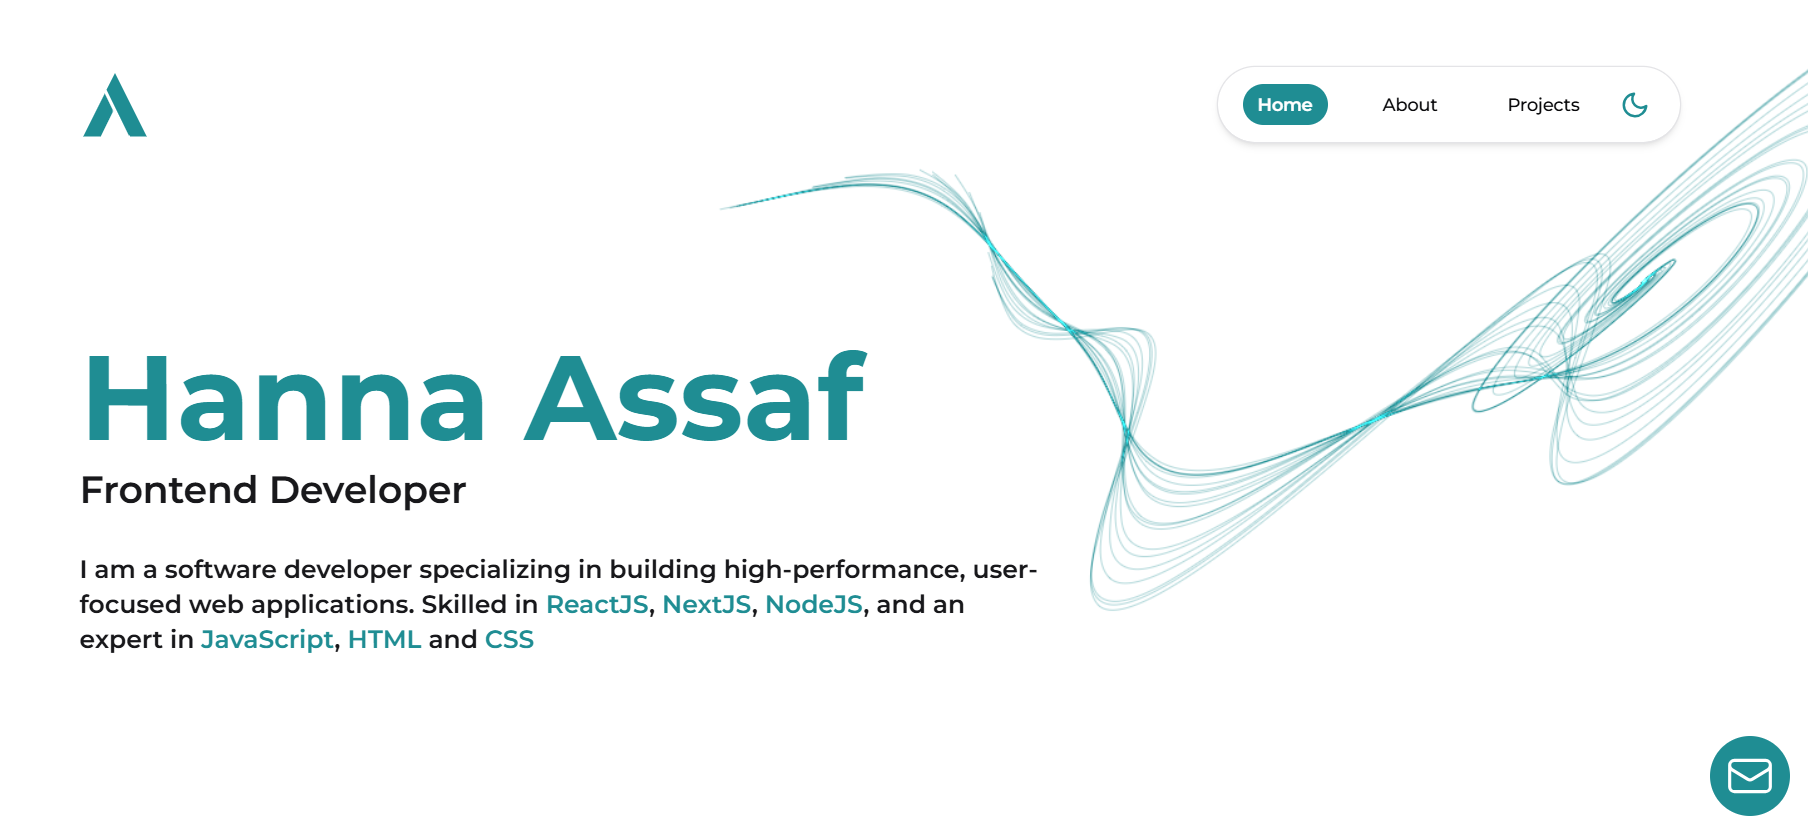 Home About Projects
Hanna Assaf
Frontend Developer
I am a software developer specializing in building high-performance, user-
focused web applications. Skilled in ReactJS, NextJS, NodeJS, and an
expert in JavaScript, HTML and CSS